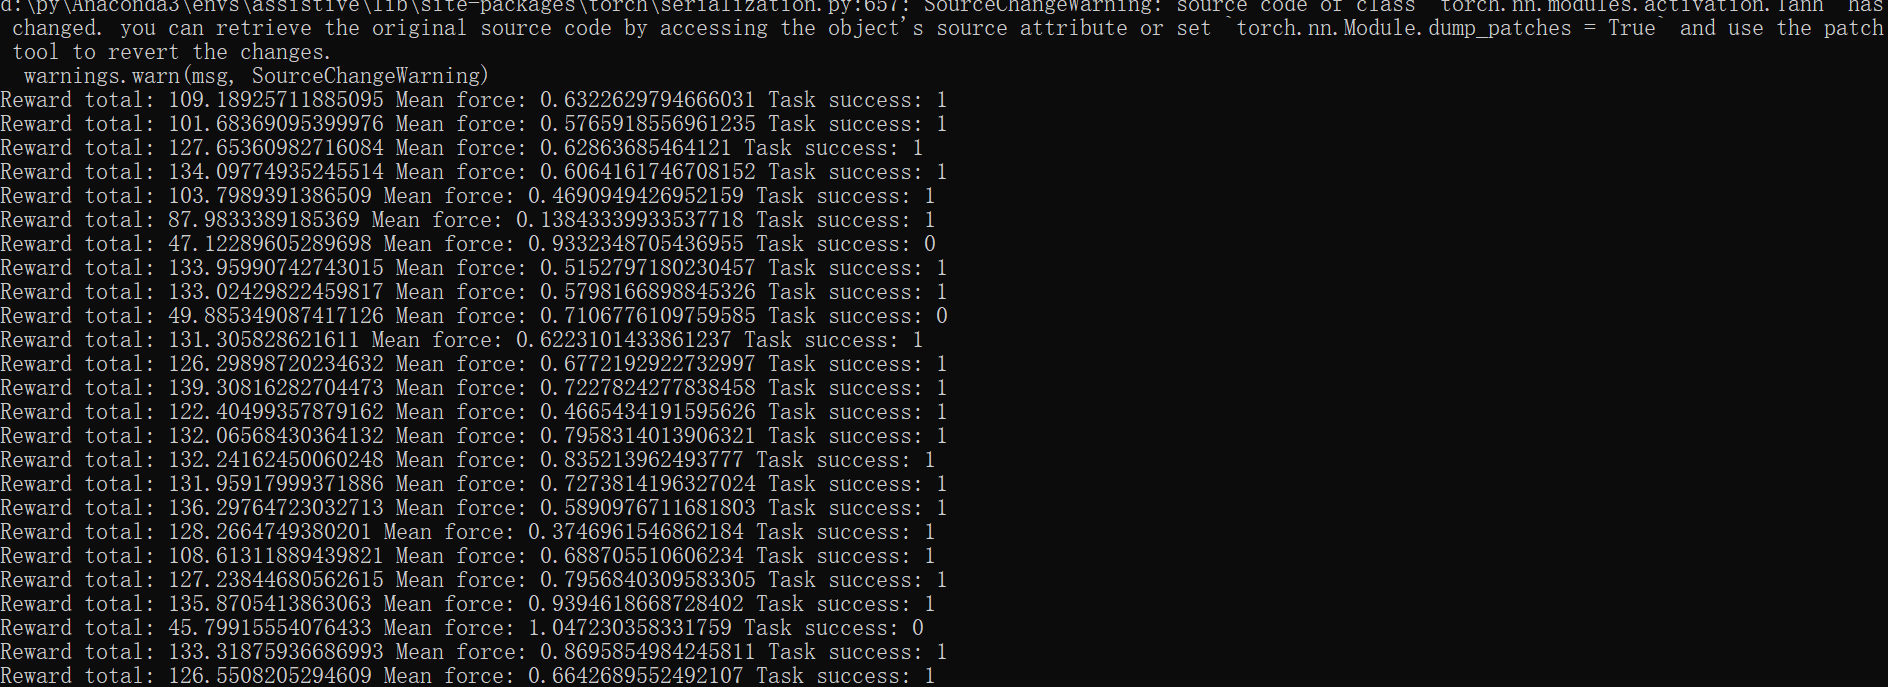 d:\py\Anaconda3\envs\assistive\lib\site-packages\torch\serialization.py:657: SourceChangeWarning: source code of class `torch.nn.modules.activation.Tanh` has
changed. you can retrieve the original source code by accessing the object's source attribute or set `torch.nn.Module.dump_patches = True` and use the patch
tool to revert the changes.
warnings.warn(msg, SourceChangeWarning)
Reward total: 109.18925711885095 Mean force: 0.6322629794666031 Task success: 1
Reward total: 101.68369095399976 Mean force: 0.5765918556961235 Task success: 1
Reward total: 127.65360982716084 Mean force: 0.62863685464121 Task success: 1
Reward total: 134.09774935245514 Mean force: 0.6064161746708152 Task success: 1
Reward total: 103.7989391386509 Mean force: 0.4690949426952159 Task success: 1
Reward total: 87.9833389185369 Mean force: 0.13843339933537718 Task success: 1
Reward total: 47.12289605289698 Mean force: 0.9332348705436955 Task success: 0
Reward total: 133.95990742743015 Mean force: 0.5152797180230457 Task success: 1
Reward total: 133.02429822459817 Mean force: 0.5798166898845326 Task success: 1
Reward total: 49.885349087417126 Mean force: 0.7106776109759585 Task success: 0
Reward total: 131.305828621611 Mean force: 0.6223101433861237 Task success: 1
Reward total: 126.29898720234632 Mean force: 0.6772192922732997 Task success: 1
Reward total: 139.30816282704473 Mean force: 0.7227824277838458 Task success: 1
Reward total: 122.40499357879162 Mean force: 0.4665434191595626 Task success: 1
Reward total: 132.06568430364132 Mean force: 0.7958314013906321 Task success: 1
Reward total: 132.24162450060248 Mean force: 0.835213962493777 Task success: 1
Reward total: 131.95917999371886 Mean force: 0.7273814196327024 Task success: 1
Reward total: 136.29764723032713 Mean force: 0.5890976711681803 Task success: 1
Reward total: 128.2664749380201 Mean force: 0.3746961546862184 Task success: 1
Reward total: 108.61311889439821 Mean force: 0.688705510606234 Task success: 1
Reward total: 127.23844680562615 Mean force: 0.7956840309583305 Task success: 1
Reward total: 135.8705413863063 Mean force: 0.9394618668728402 Task success: 1
Reward total: 45.79915554076433 Mean force: 1.047230358331759 Task success: 0
Reward total: 133.31875936686993 Mean force: 0.8695854984245811 Task success: 1
Reward total: 126.5508205294609 Mean force: 0.6642689552492107 Task success: 1